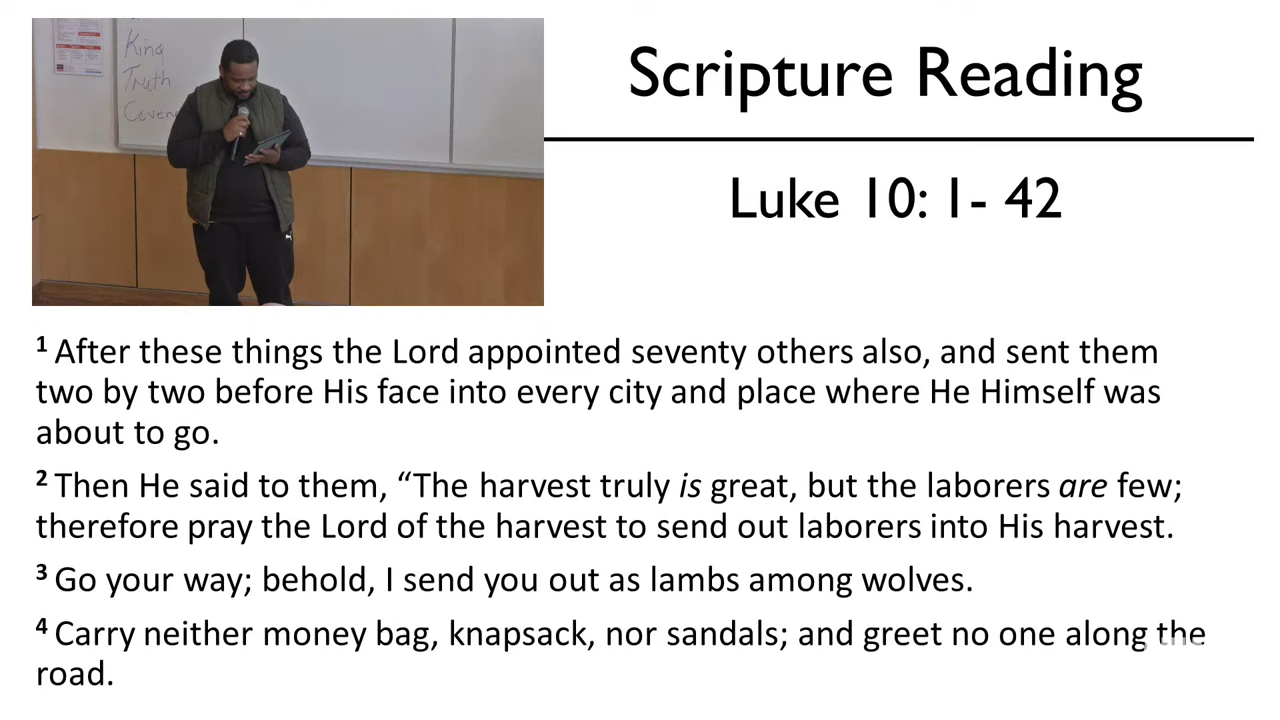 King
Truth
Coven
Scripture Reading
Luke 10: 1- 42
1 After these things the Lord appointed seventy others also, and sent them
two by two before His face into every city and place where He Himself was
about to go.
2 Then He said to them, “The harvest truly is great, but the laborers are few;
therefore pray the Lord of the harvest to send out laborers into His harvest.
3 Go your way; behold, I send you out as lambs among wolves.
4 Carry neither money bag, knapsack, nor sandals; and greet no one along the
road.